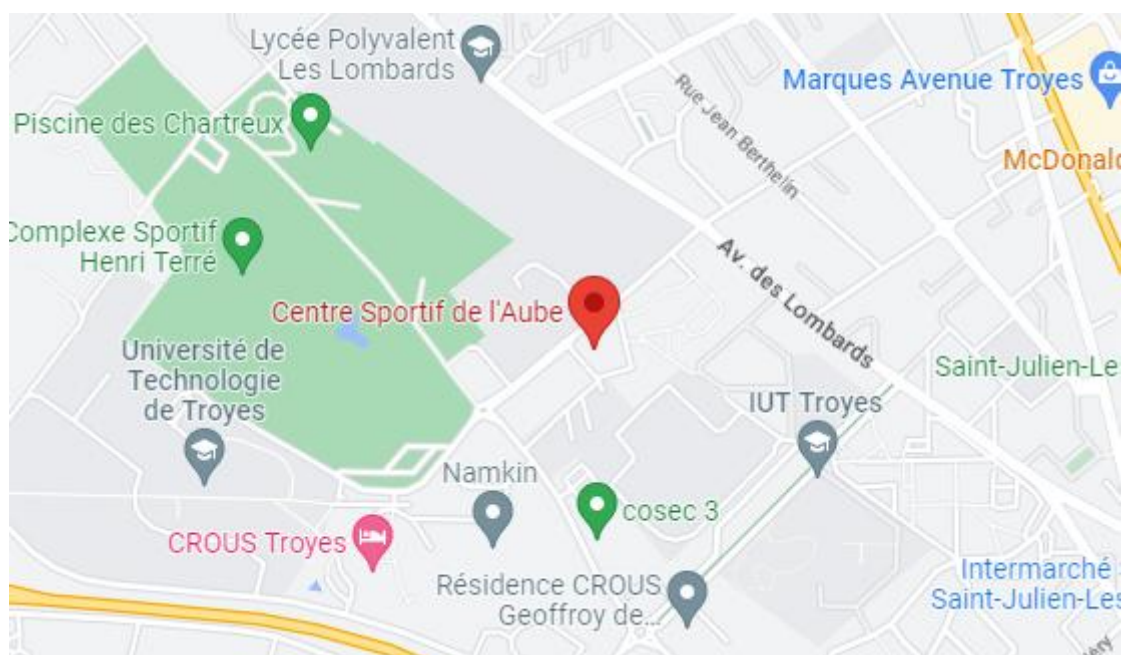 Lycée Polyvalent
Les Lombards
Marques Avenue Troyes
Rue Jean Berthelin
Piscine des Chartreux
McDonald
Complexe Sportif
Henri Terré
Av. des Lombards
Centre Sportif de l'Aube
Université de
Technologie
de Troyes
Saint-Julien-Le
IUT Troyes
Namkin
cosec 3
CROUS Troyes
Résidence CROUS
Geoffroy de...
Intermarché
Saint-Julien-Les